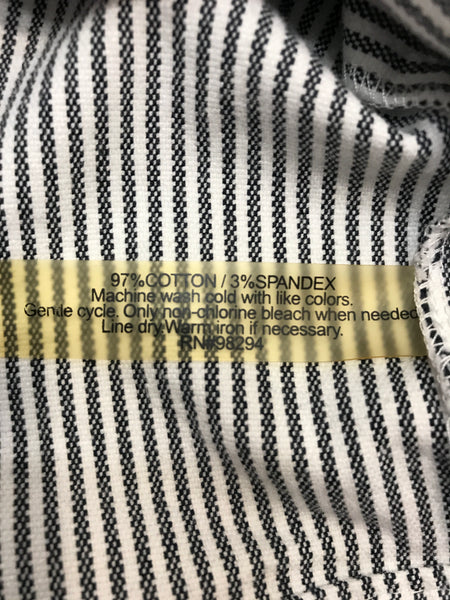 97%COTTON / 3%SPANDEX
Machine wash cold with like colors.
Gentle cycle. Only non-chlorine bleach when needed
Line dry.Warm iron if necessary.
RN#98294